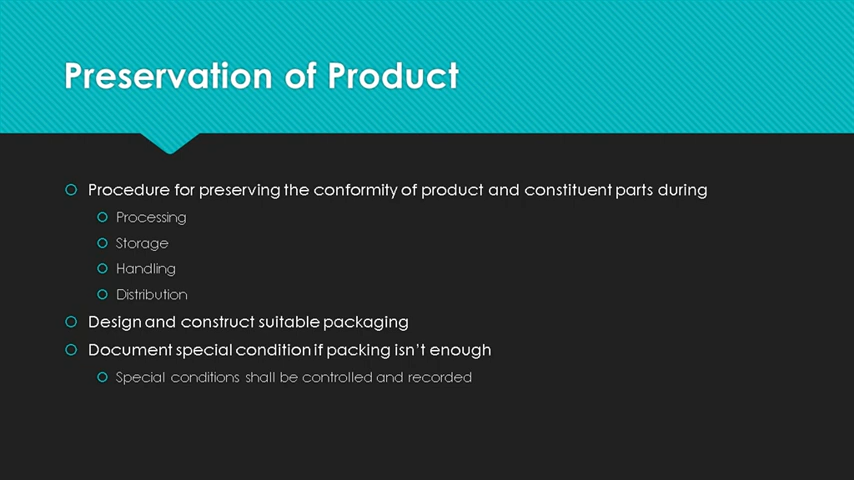 Preservation of Product
Procedure for preserving the conformity of product and constituent parts during
Processing
Storage
Handling
Distribution
Design and construct suitable packaging
Document special condition if packing isn't enough
Special conditions shall be controlled and recorded